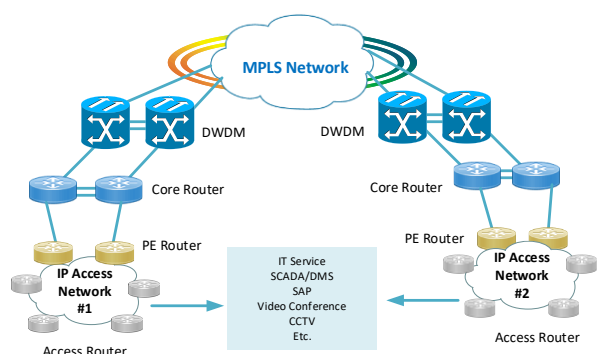 MPLS Network
DWDM
DWDM
Core Router
Core Router
PE Router
PE Router
IP Access
Network
#1
IT Service
SCADA/DMS
SAP
Video Conference
CCTV
Etc.
IP Access
Network
#2
Access Router
Access Router